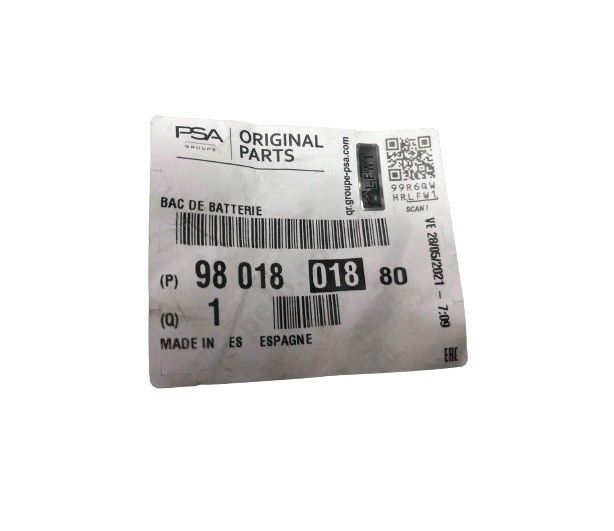 PSA
GROUPE
ORIGINAL
PARTS
qr.groupe-psa.com
LFW1
99R6QW
HRLFW1
SCAN!
BAC DE BATTERIE
(P) 98 018 018 80
(Q) 1
MADE IN ES ESPAGNE
VE 28/05/2021 - 7:09
EAC